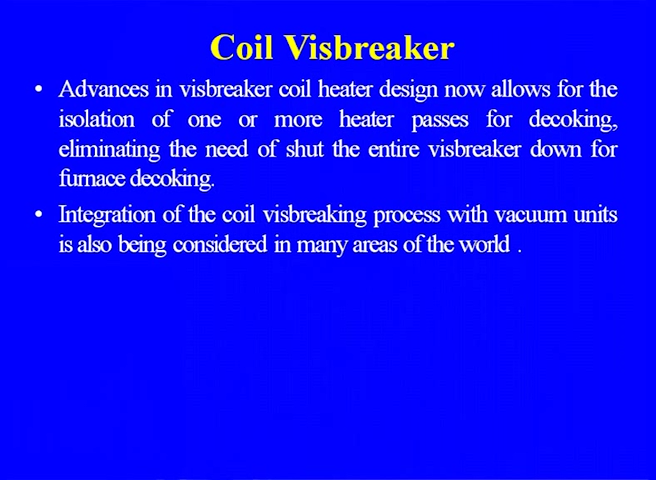 Coil Visbreaker
• Advances in visbreaker coil heater design now allows for the
isolation of one or more heater passes for decoking,
eliminating the need of shut the entire visbreaker down for
furnace decoking.
• Integration of the coil visbreaking process with vacuum units
is also being considered in many areas of the world .